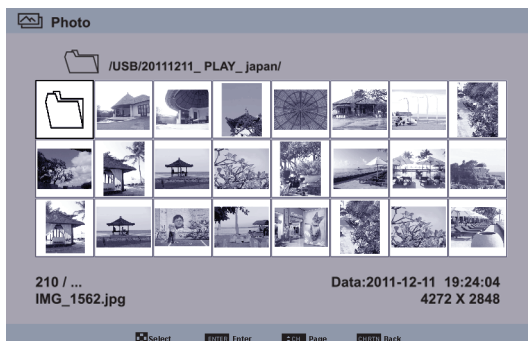 Photo
/USB/20111211_ PLAY_ japan/
210 / ...
Data:2011-12-11 19:24:04
IMG_1562.jpg
4272 X 2848
Select ENTER Enter CH Page CHRTN Back